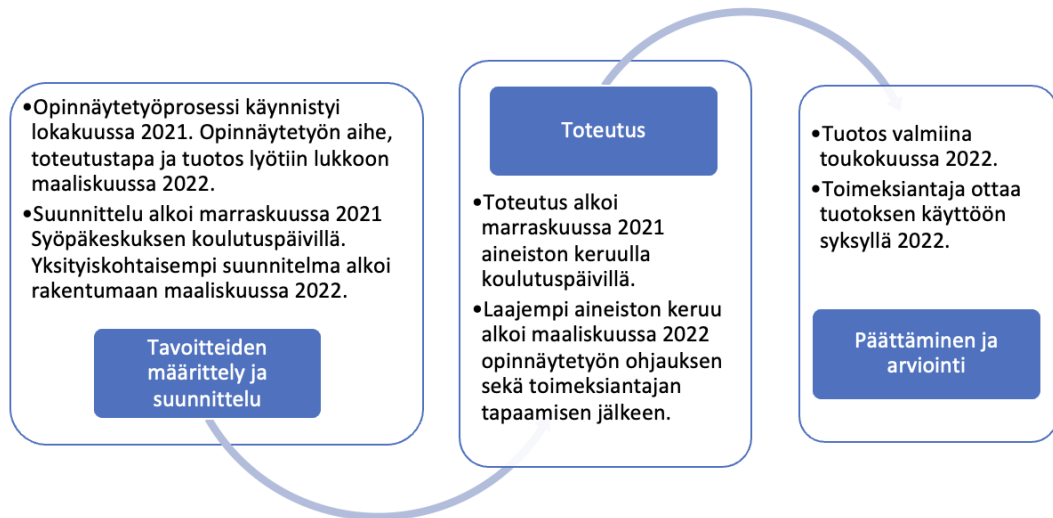 •Opinnäytetyöprosessi käynnistyi
lokakuussa 2021. Opinnäytetyön aihe,
toteutustapa ja tuotos lyötiin lukkoon
maaliskuussa 2022.
•Suunnittelu alkoi marraskuussa 2021
Syöpäkeskuksen koulutuspäivillä.
Yksityiskohtaisempi suunnitelma alkoi
rakentumaan maaliskuussa 2022.
Tavoitteiden
määrittely ja
suunnittelu
Toteutus
•Toteutus alkoi
marraskuussa 2021
aineiston keruulla
koulutuspäivillä.
•Laajempi aineiston keruu
alkoi maaliskuussa 2022
opinnäytetyön ohjauksen
sekä toimeksiantajan
tapaamisen jälkeen.
•Tuotos valmiina
toukokuussa 2022.
•Toimeksiantaja ottaa
tuotoksen käyttöön
syksyllä 2022.
Päättäminen ja
arviointi